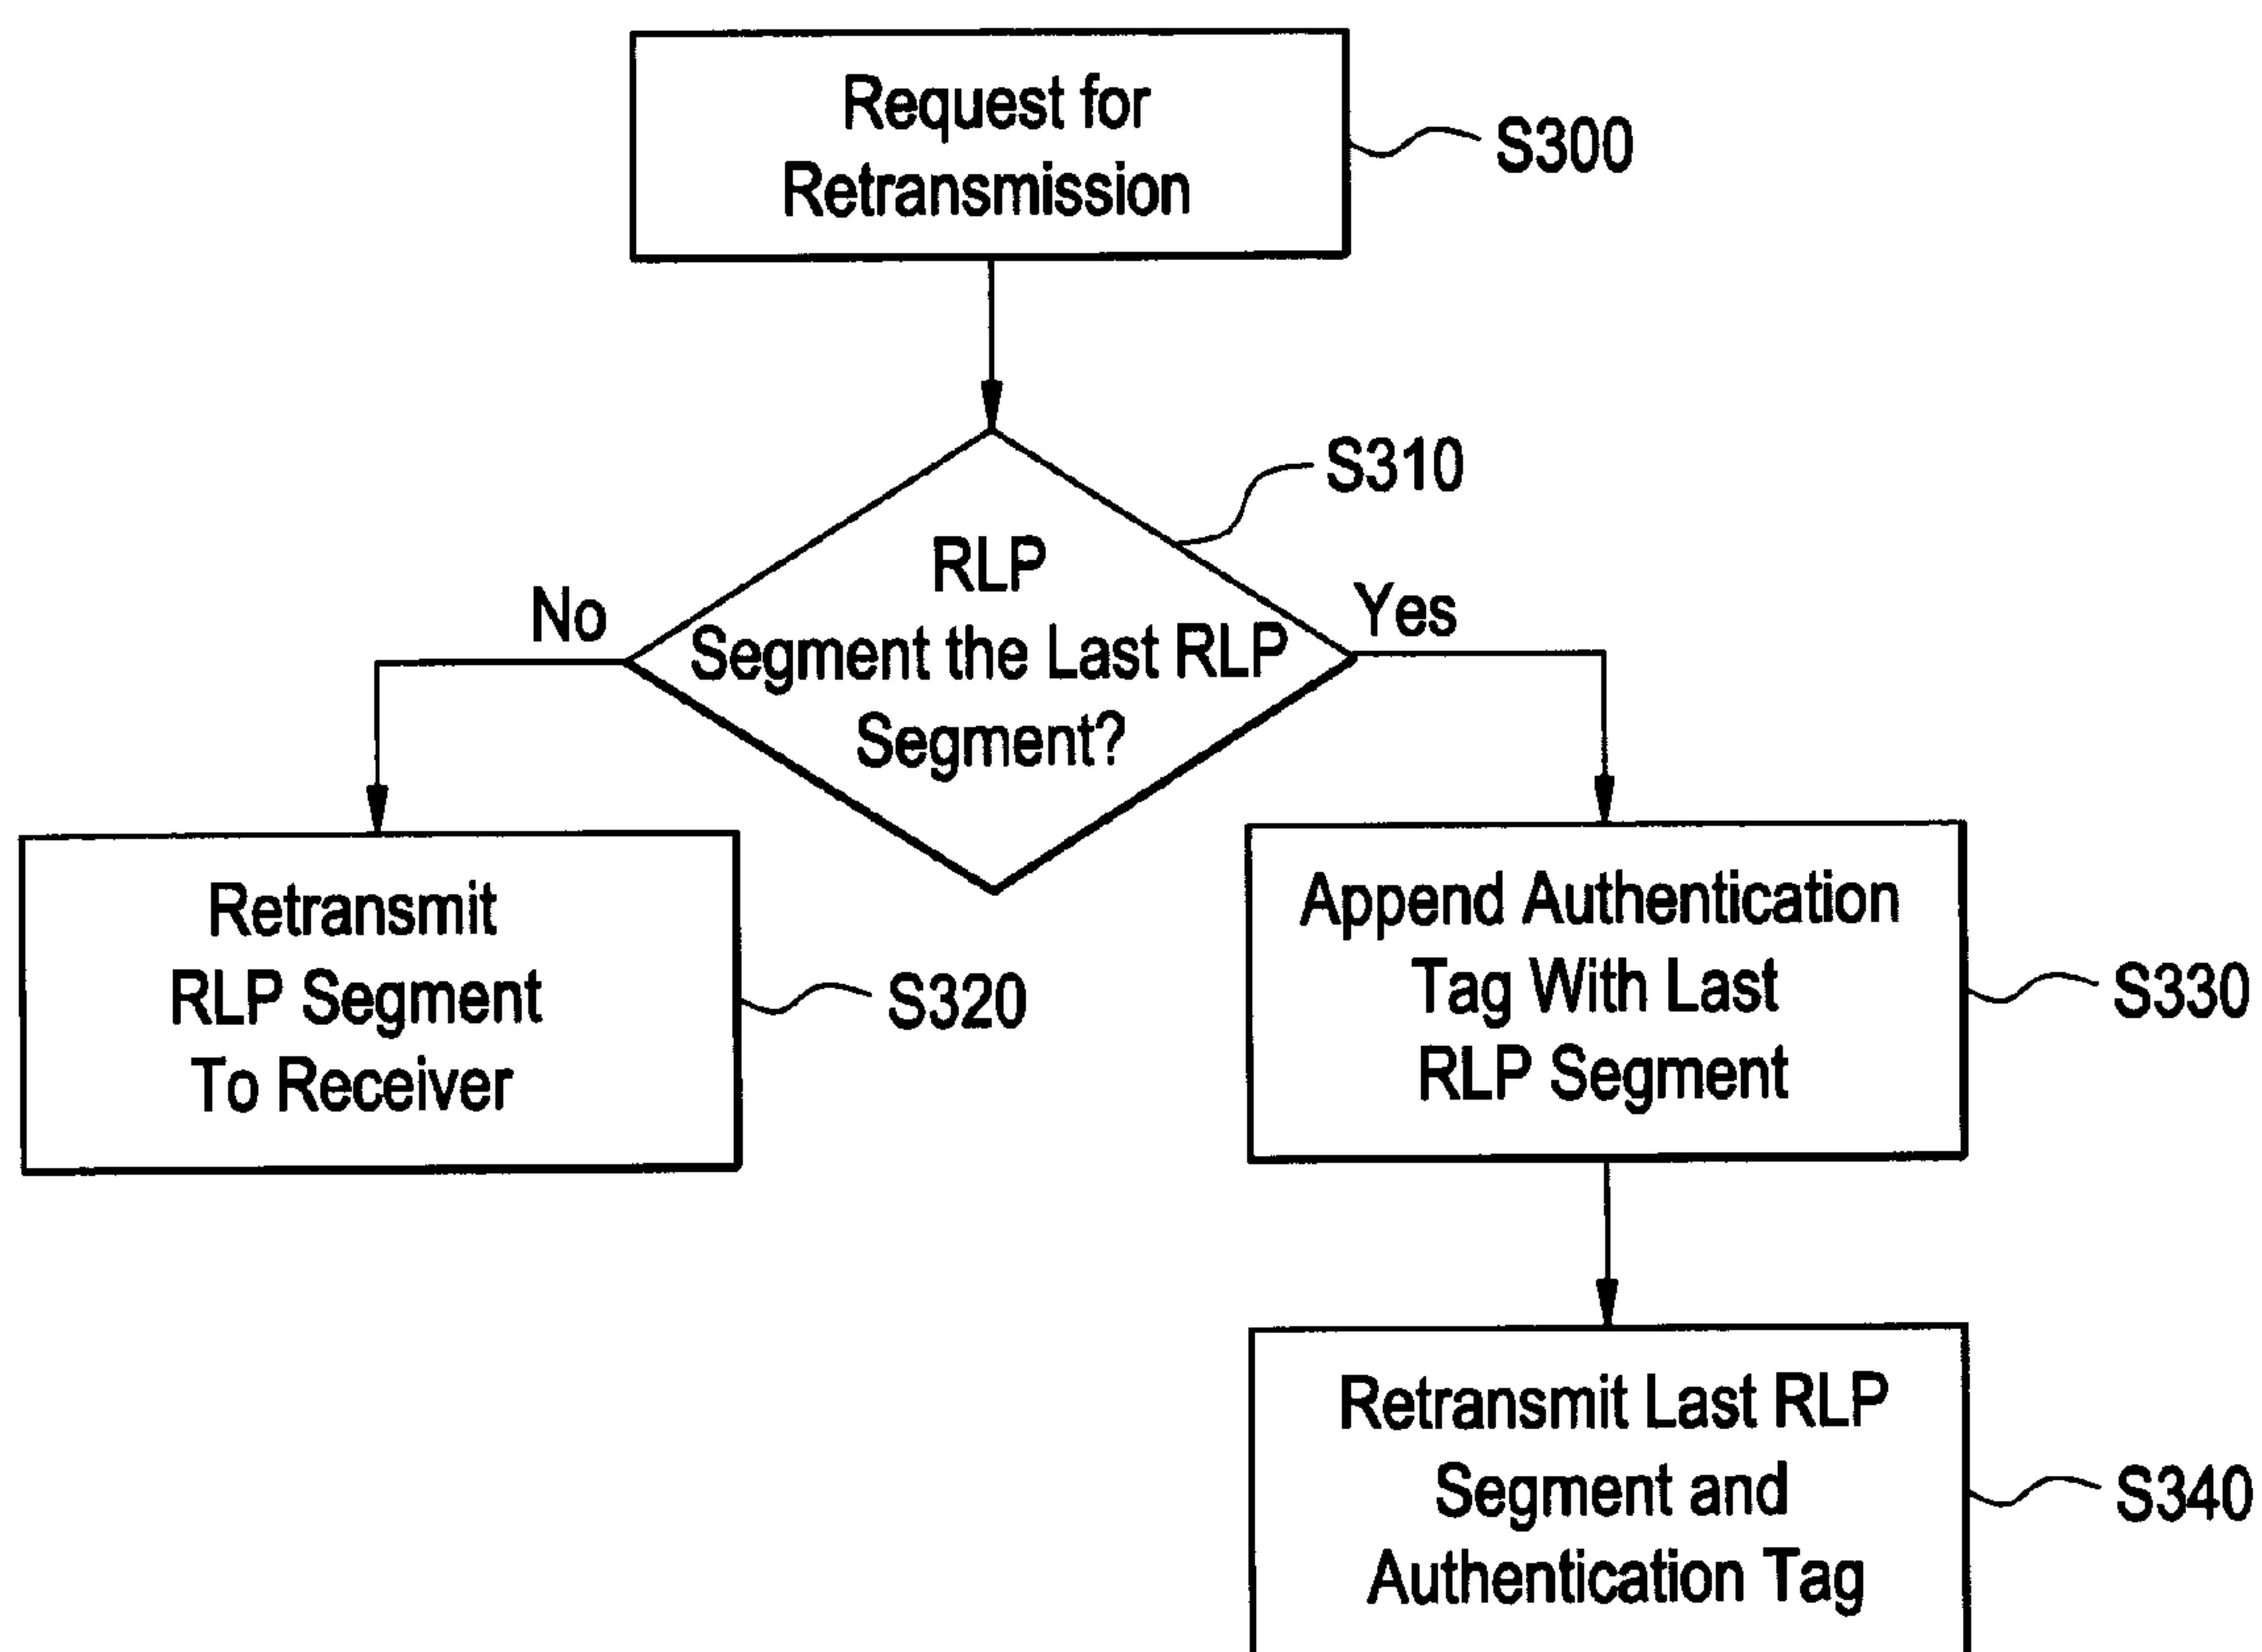 Request for
Retransmission
S300
S310
RLP
Segment the Last RLP
Segment?
No
Yes
Retransmit
RLP Segment
To Receiver
S320
Append Authentication
Tag With Last
RLP Segment
S330
Retransmit Last RLP
Segment and
Authentication Tag
S340